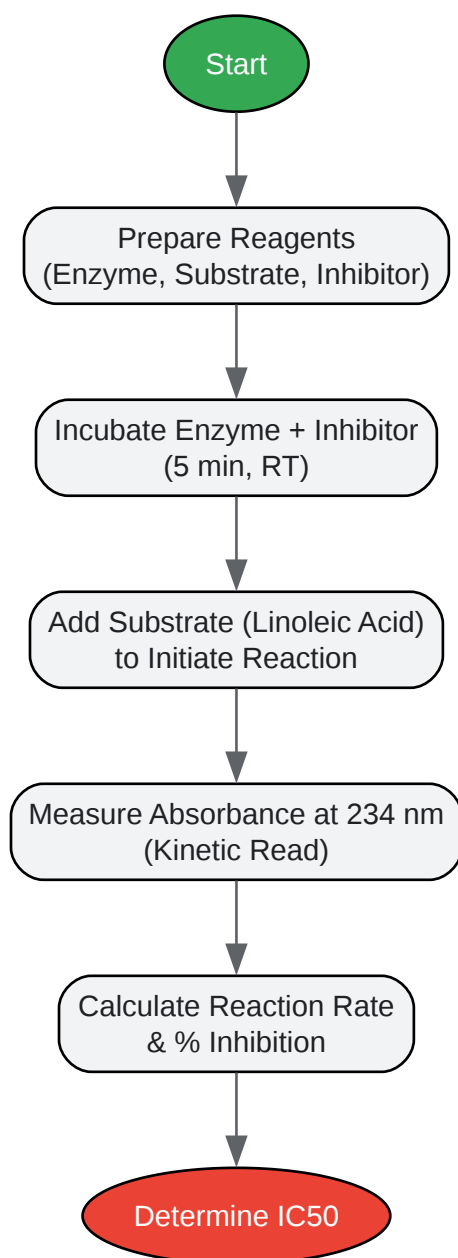 Start
Prepare Reagents
(Enzyme, Substrate, Inhibitor)
Incubate Enzyme + Inhibitor
(5 min, RT)
Add Substrate (Linoleic Acid)
to Initiate Reaction
Measure Absorbance at 234 nm
(Kinetic Read)
Calculate Reaction Rate
& % Inhibition
Determine IC50